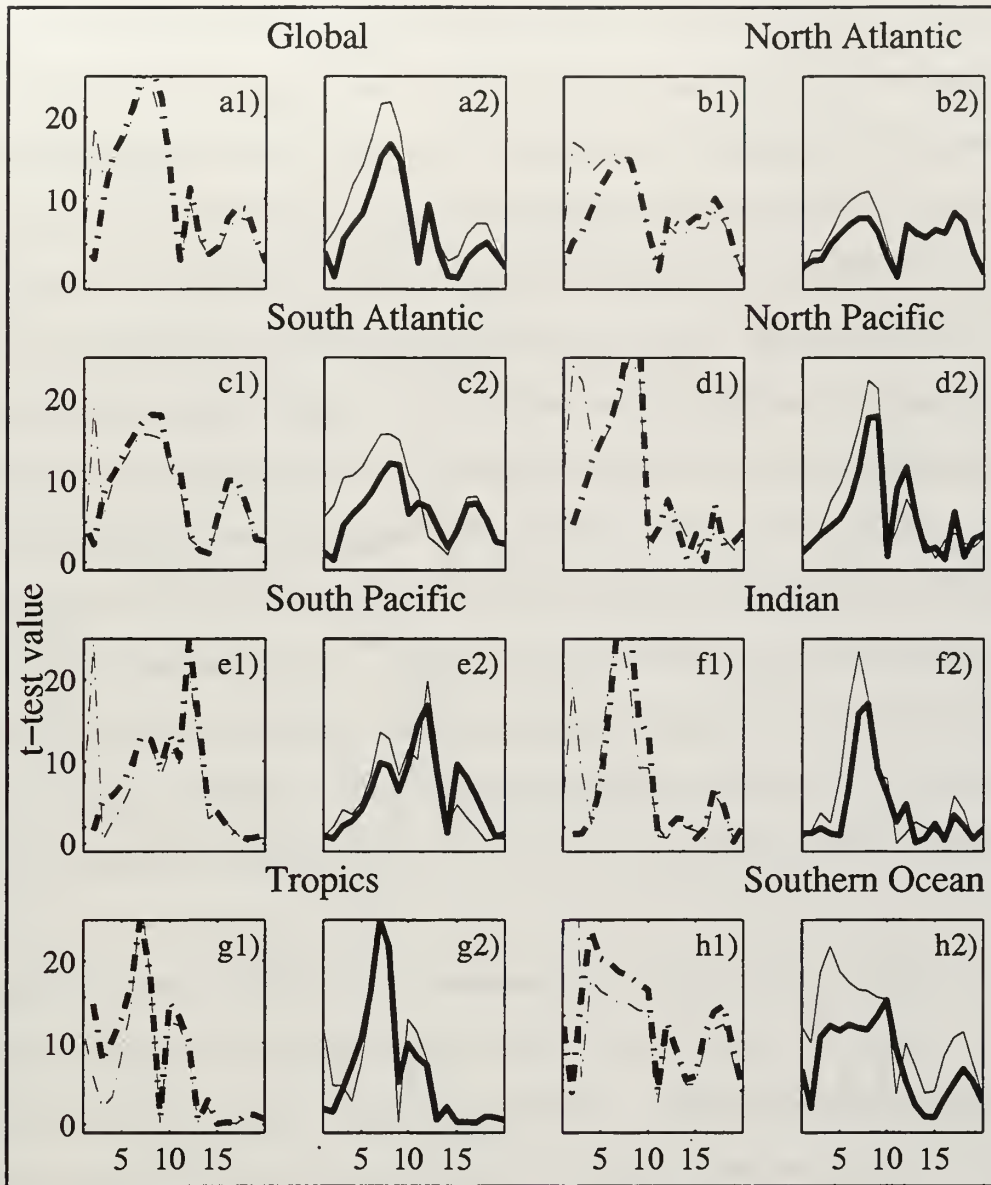 Global
North Atlantic
20
10
0
a1)
a2)
b1)
b2)
South Atlantic
North Pacific
20
10
0
c1)
c2)
d1)
d2)
South Pacific
Indian
t-test value
20
10
0
e1)
e2)
f1)
f2)
Tropics
Southern Ocean
20
10
0
g1)
g2)
h1)
h2)
5 10 15
5 10 15
5 10 15
5 10 15